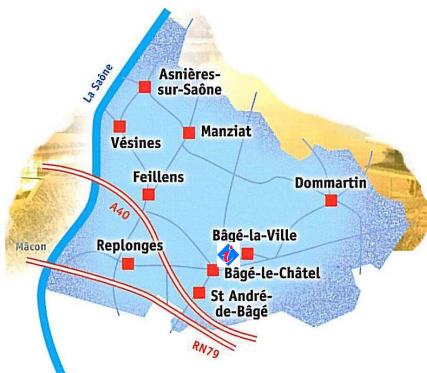 La Saône
Asnières-
sur-Saône
Vésines
Manziat
Feillens
Dommartin
A40
Bâgé-la-Ville
Mâcon
Replonges
i
Bâgé-le-Châtel
St André-
de-Bâgé
RN79